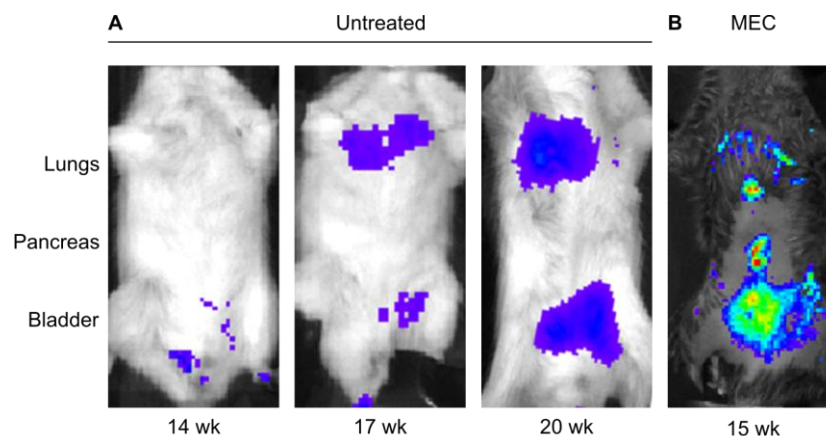 A Untreated B MEC
Lungs
Pancreas
Bladder
14 wk 17 wk 20 wk 15 wk